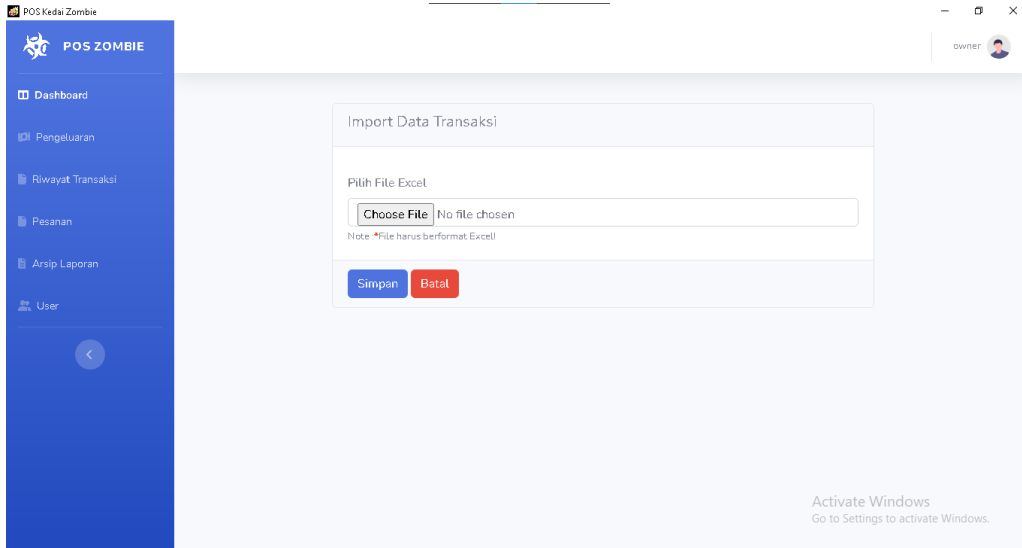 POS Kedai Zombie
POS ZOMBIE
owner
Dashboard
Pengeluaran
Riwayat Transaksi
Pesanan
Arsip Laporan
User
Import Data Transaksi
Pilih File Excel
Choose File No file chosen
Note :*File harus berformat Excel!
Simpan Batal
Activate Windows
Go to Settings to activate Windows.